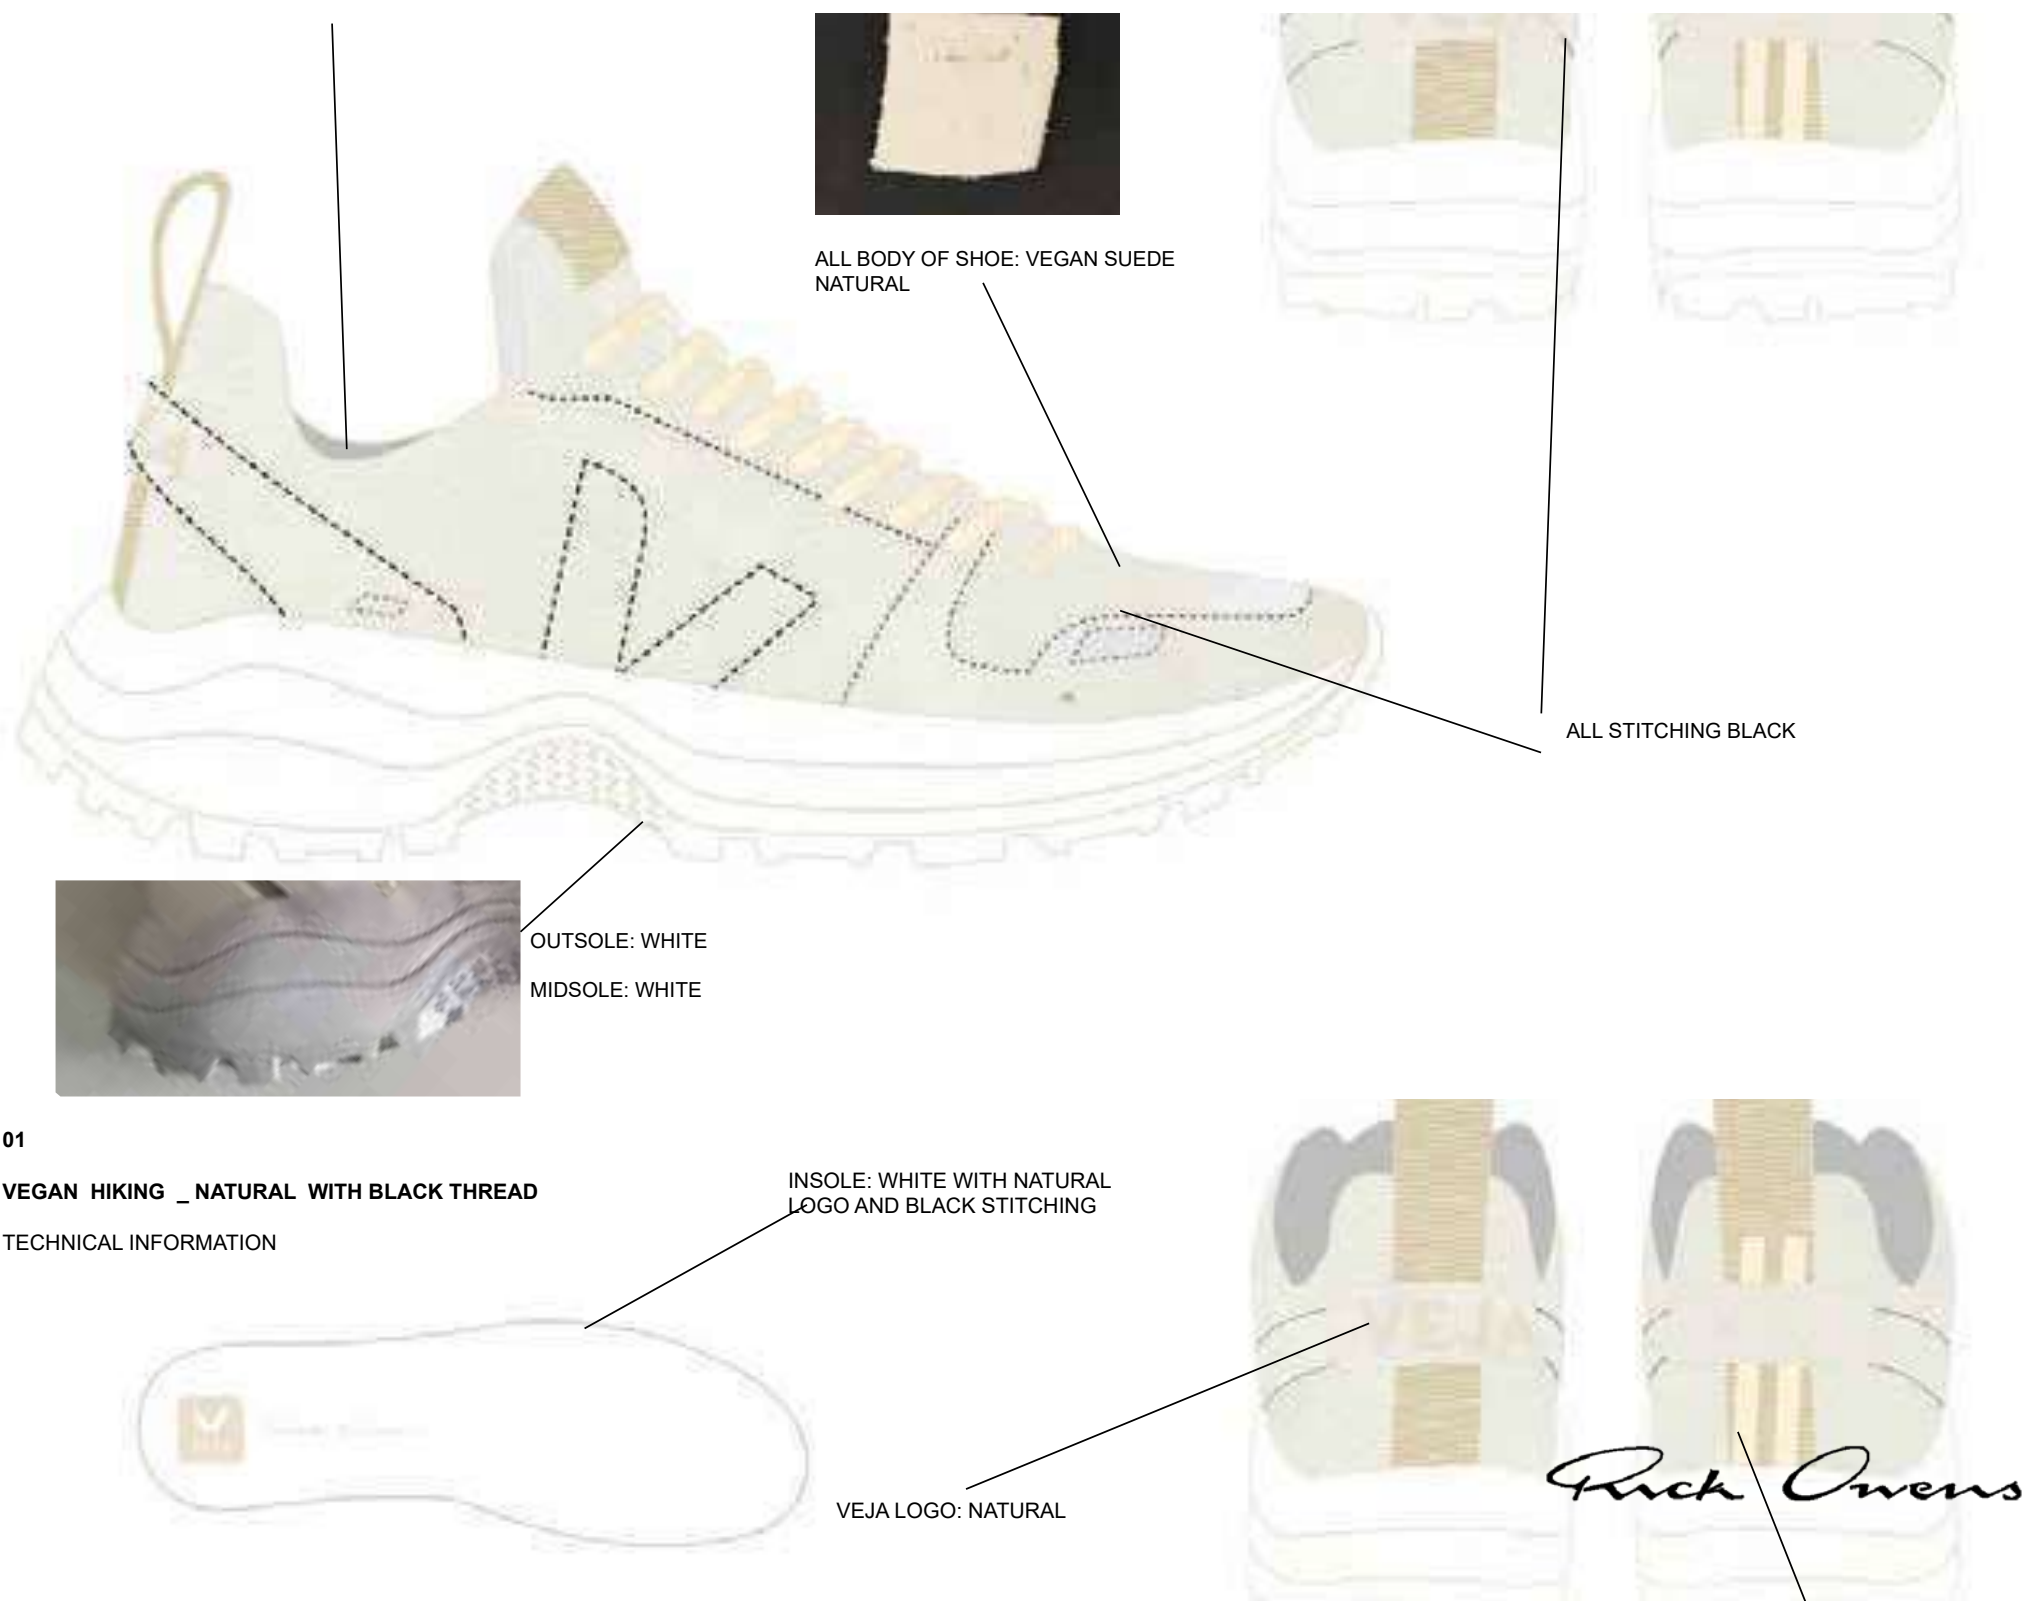 ALL BODY OF SHOE: VEGAN SUEDE
NATURAL
ALL STITCHING BLACK
OUTSOLE: WHITE
MIDSOLE: WHITE
01
VEGAN HIKING _ NATURAL WITH BLACK THREAD
TECHNICAL INFORMATION
INSOLE: WHITE WITH NATURAL
LOGO AND BLACK STITCHING
VEJA
VEJA LOGO: NATURAL
Rick Owens